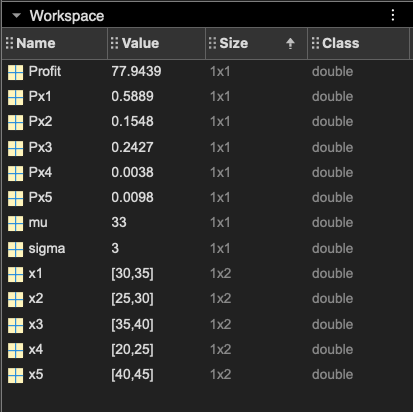 Workspace
Name Value Size Class
Profit 77.9439 1x1 double
Px1 0.5889 1x1 double
Px2 0.1548 1x1 double
Px3 0.2427 1x1 double
Px4 0.0038 1x1 double
Px5 0.0098 1x1 double
mu 33 1x1 double
sigma 3 1x1 double
x1 [30,35] 1x2 double
x2 [25,30] 1x2 double
x3 [35,40] 1x2 double
x4 [20,25] 1x2 double
x5 [40,45] 1x2 double